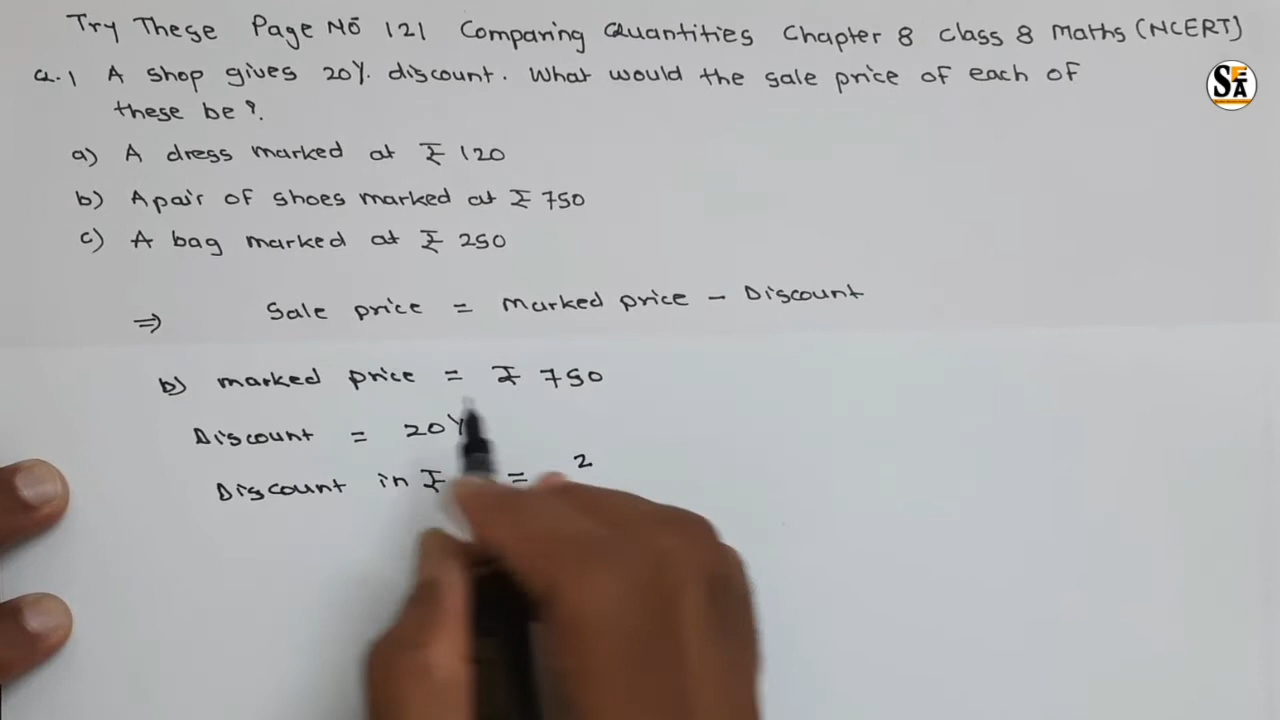 Try These Page NO 121 Comparing Quantities Chapter 8 class 8 Maths (NCERT)
Q.1 A shop gives 20% discount. What would the sale price of each of
these be?
a) A dress marked at ₹ 120
b) A pair of shoes marked at ₹ 750
c) A bag marked at ₹ 250
⇒ Sale price = Marked price - Discount
b) marked price = ₹ 750
Discount = 20%
Discount in ₹ = 2
SFA